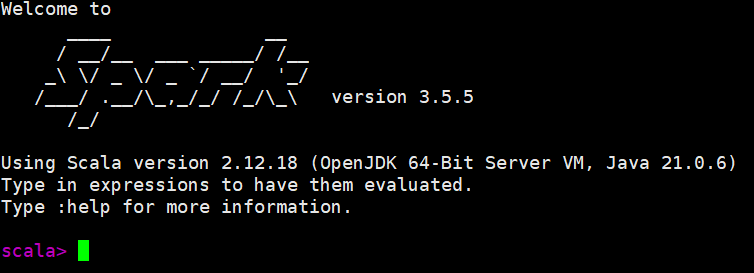 Welcome to
      ____              __
     / __/__  ___ _____/ /__
    _\ \/ _ \/ _ `/ __/  '_/
   /___/ .__/\_,_/_/ /_/\_\   version 3.5.5
      /_/
Using Scala version 2.12.18 (OpenJDK 64-Bit Server VM, Java 21.0.6)
Type in expressions to have them evaluated.
Type :help for more information.
scala>